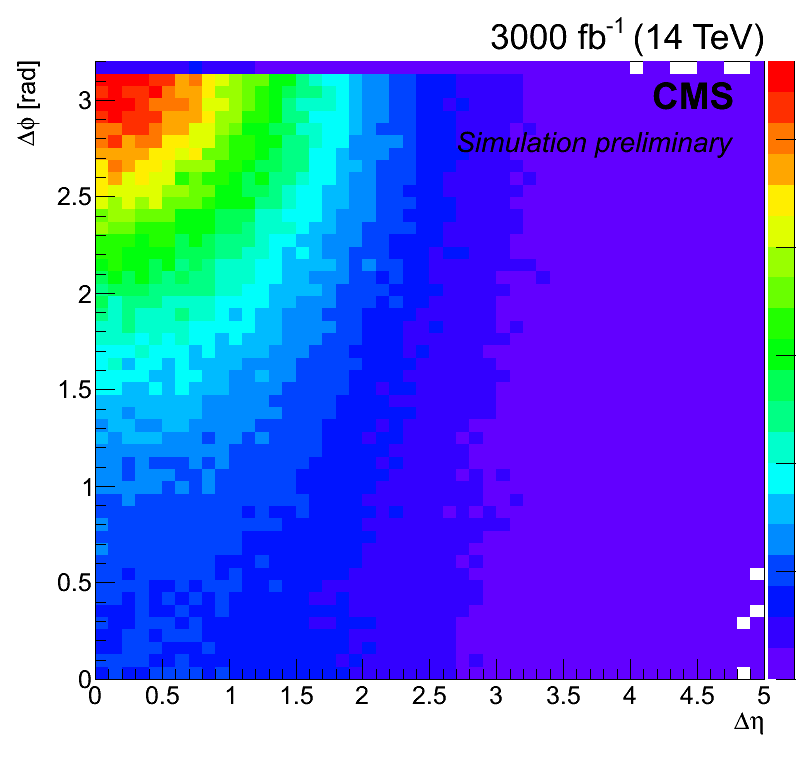 3000 fb⁻¹ (14 TeV)
Δϕ [rad]
CMS
Simulation preliminary
3
2.5
2
1.5
1
0.5
0
0 0.5 1 1.5 2 2.5 3 3.5 4 4.5 5
Δη